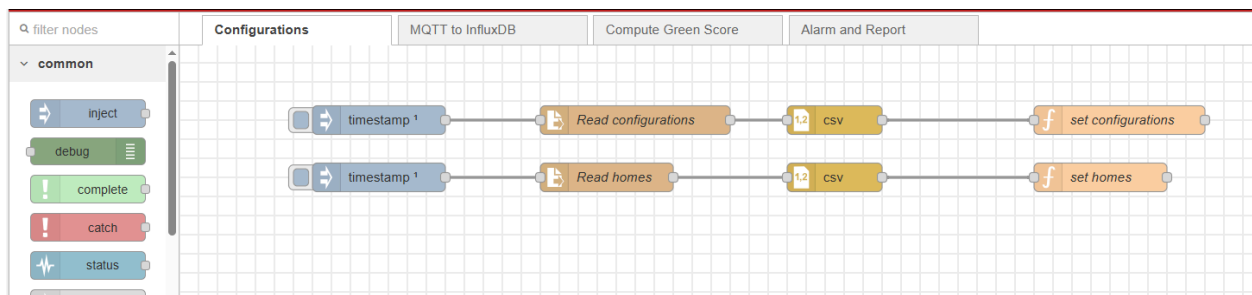 filter nodes
Configurations
MQTT to InfluxDB
Compute Green Score
Alarm and Report
common
inject
debug
complete
catch
status
timestamp ¹
Read configurations
1,2
csv
set configurations
timestamp ¹
Read homes
1,2
csv
set homes